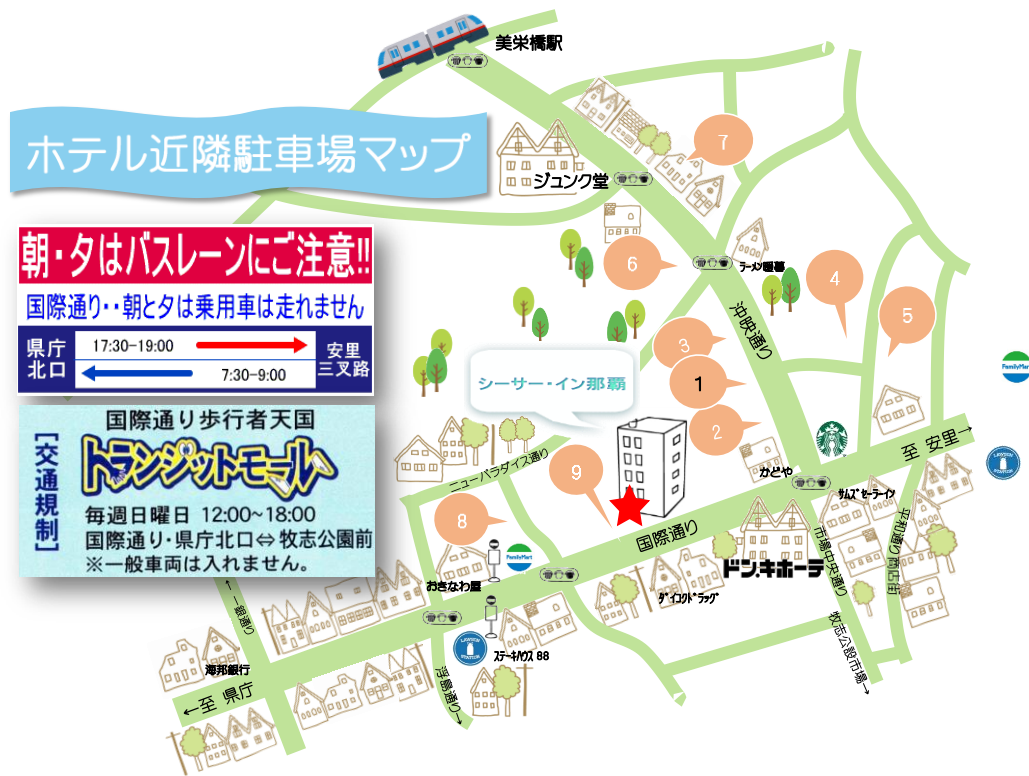 美栄橋駅
ホテル近隣駐車場マップ
ジュンク堂
7
朝・夕はバスレーンにご注意!!
国際通り・・朝と夕は乗用車は走れません
県庁
北口
17:30-19:00
7:30-9:00
安里
三叉路
6
ラーメン暖暮
4
5
沖映通り
3
1
2
FamilyMart
シーサー・イン那覇
国際通り歩行者天国
トランジットモールへ
[交通規制]
毎週日曜日 12:00~18:00
国際通り・県庁北口⇔牧志公園前
※一般車両は入れません。
ニューパラダイス通り
9
8
かどや
至 安里→
LAWSON
STATION
サムズセーラーイン
国際通り
ドン.キホーテ
市場中央通り
平和通り商店街
FamilyMart
おきなわ屋
ダイコクドラッグ
牧志公設市場→
←一銀通り
LAWSON
STATION
ステーキハウス 88
海邦銀行
浮島通り→
←至 県庁